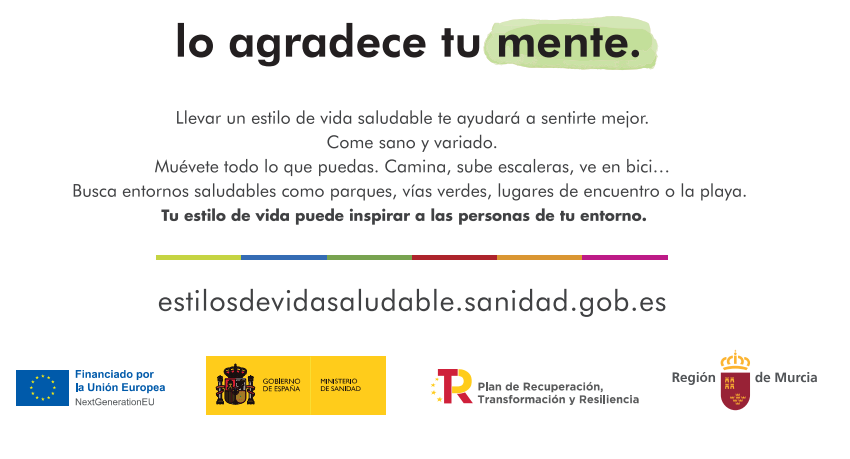 lo agradece tu mente.
Llevar un estilo de vida saludable te ayudará a sentirte mejor.
Come sano y variado.
Muévete todo lo que puedas. Camina, sube escaleras, ve en bici...
Busca entornos saludables como parques, vías verdes, lugares de encuentro o la playa.
Tu estilo de vida puede inspirar a las personas de tu entorno.
estilosdevidasaludable.sanidad.gob.es
Financiado por
la Unión Europea
NextGenerationEU
GOBIERNO
DE ESPAÑA
MINISTERIO
DE SANIDAD
TR
Plan de Recuperación,
Transformación y Resiliencia
Región de Murcia